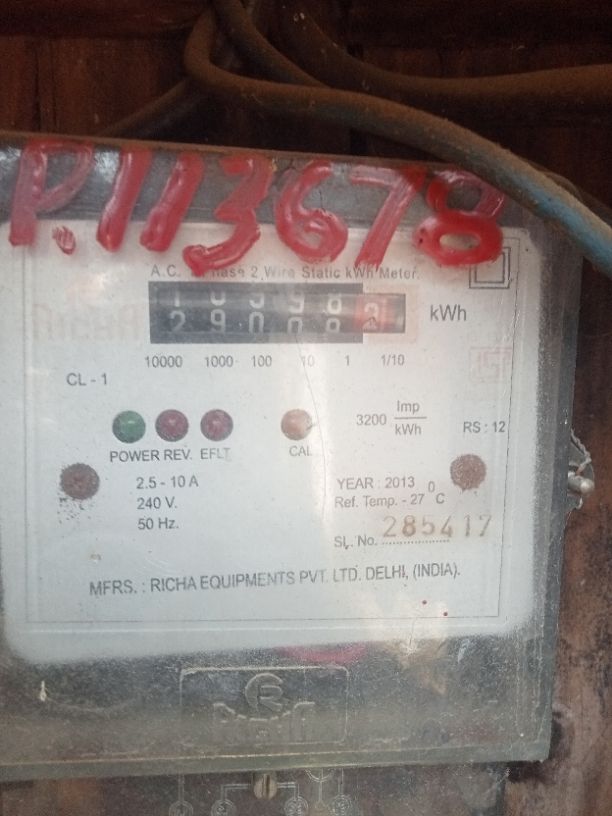 P.113678
A.C. Phase 2 Wire Static kWh Meter.
kWh
10000 1000 100 10 1 1/10
CL - 1
3200 Imp/kWh
RS : 12
POWER REV. EFLT CAL
2.5 - 10 A
240 V.
50 Hz.
YEAR : 2013
Ref. Temp. - 27 °C
SL. No. 285417
MFRS. : RICHA EQUIPMENTS PVT. LTD. DELHI, (INDIA).